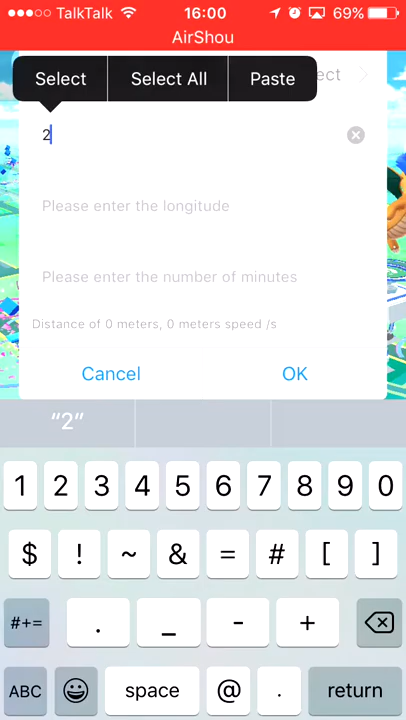 TalkTalk 16:00 69%
AirShou
Select Select All Paste ect
2
Please enter the longitude
Please enter the number of minutes
Distance of 0 meters, 0 meters speed /s
Cancel OK
“2”
1 2 3 4 5 6 7 8 9 0
$ ! ~ & = # [ ]
#+= . _ - +
ABC space @ . return